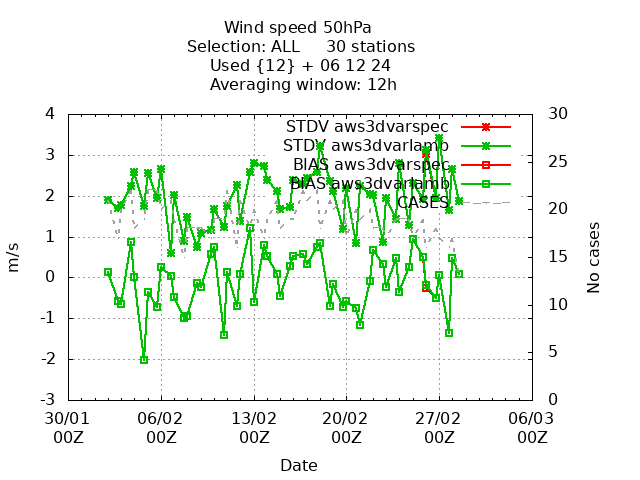 Wind speed 50hPa
Selection: ALL     30 stations
Used {12} + 06 12 24
Averaging window: 12h
STDV aws3dvarspec
STDV aws3dvarlamb
BIAS aws3dvarspec
BIAS aws3dvarlamb
CASES
m/s
4
3
2
1
0
-1
-2
-3
No cases
30
25
20
15
10
5
0
30/01 06/02 13/02 20/02 27/02 06/03
00Z 00Z 00Z 00Z 00Z 00Z
Date